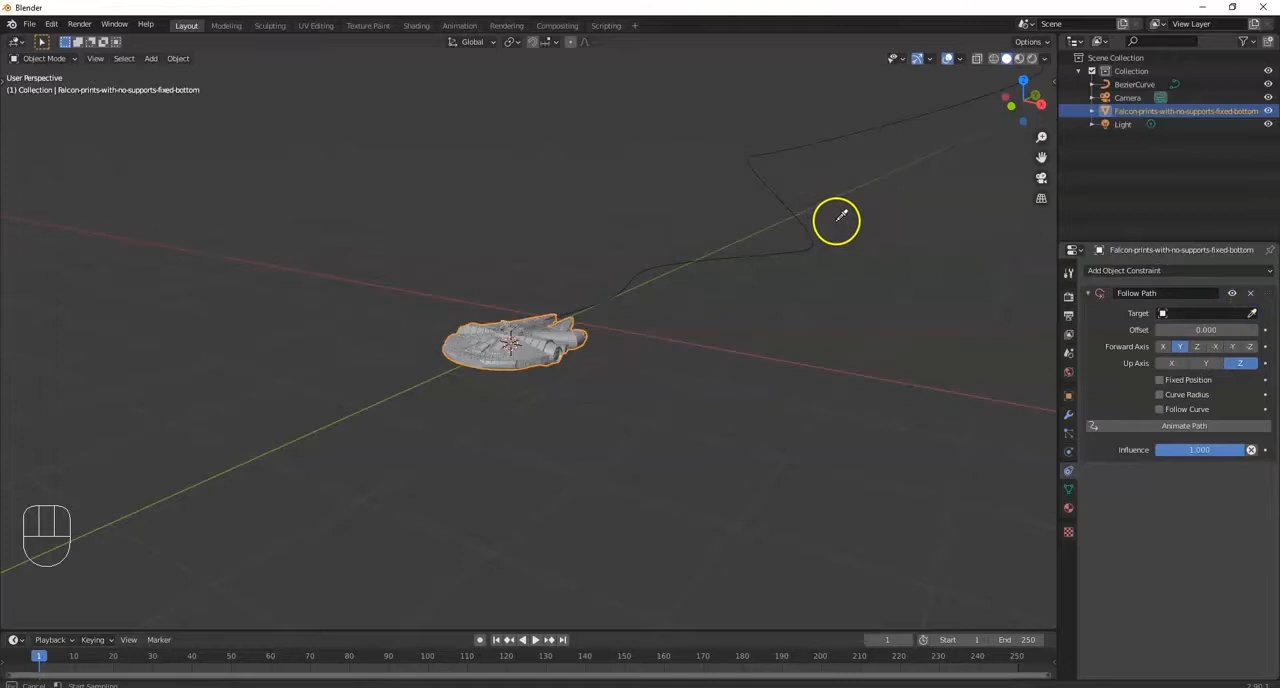 Blender
File Edit Render Window Help Layout Modeling Sculpting UV Editing Texture Paint Shading Animation Rendering Compositing Scripting + Scene View Layer
Global Options
Object Mode View Select Add Object
User Perspective
(1) Collection | Falcon-prints-with-no-supports-fixed-bottom
Scene Collection
Collection
BezierCurve
Camera
Falcon-prints-with-no-supports-fixed-bottom
Light
Falcon-prints-with-no-supports-fixed-bottom
Add Object Constraint
Follow Path
Target
Offset 0.000
Forward Axis X Y Z -X -Y -Z
Up Axis X Y Z
Fixed Position
Curve Radius
Follow Curve
Animate Path
Influence 1.000
Playback Keying View Marker 1 Start 1 End 250
1 10 20 30 40 50 60 70 80 90 100 110 120 130 140 150 160 170 180 190 200 210 220 230 240 250
Cancel Start Sampling 2.90.1